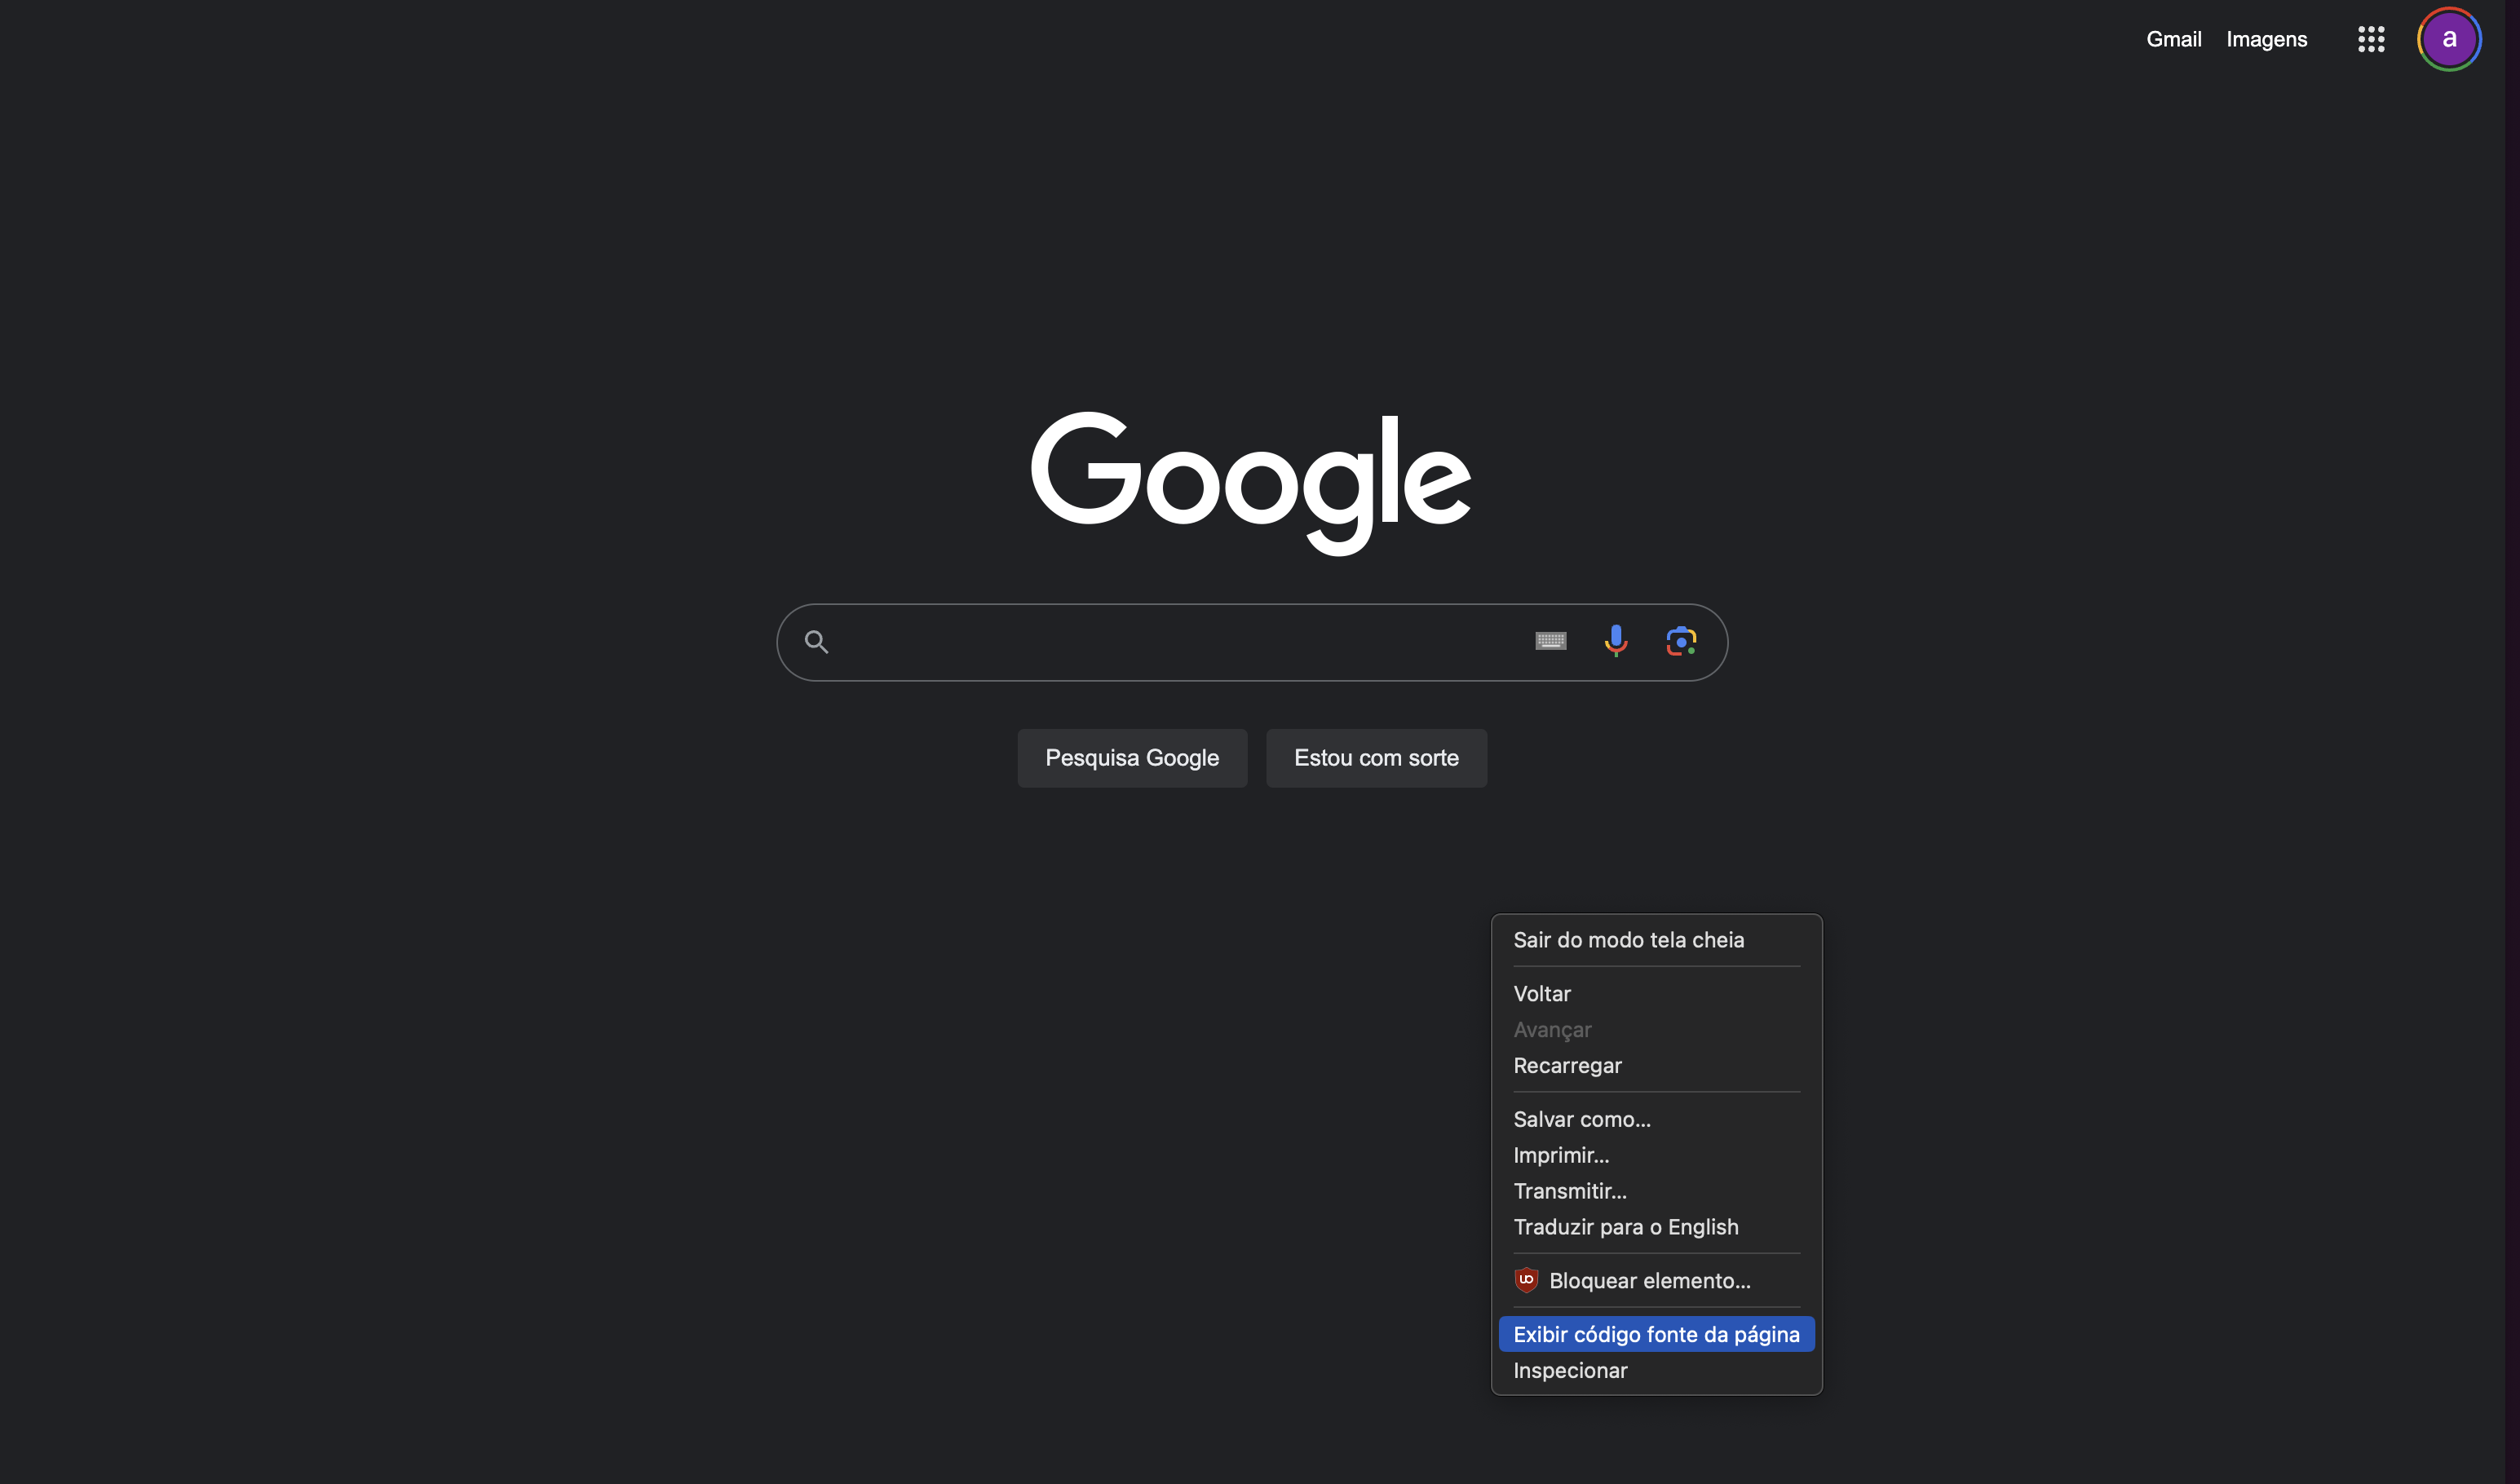 Gmail Imagens
a
Google
Pesquisa Google Estou com sorte
Sair do modo tela cheia
Voltar
Avançar
Recarregar
Salvar como...
Imprimir...
Transmitir...
Traduzir para o English
Bloquear elemento...
Exibir código fonte da página
Inspecionar